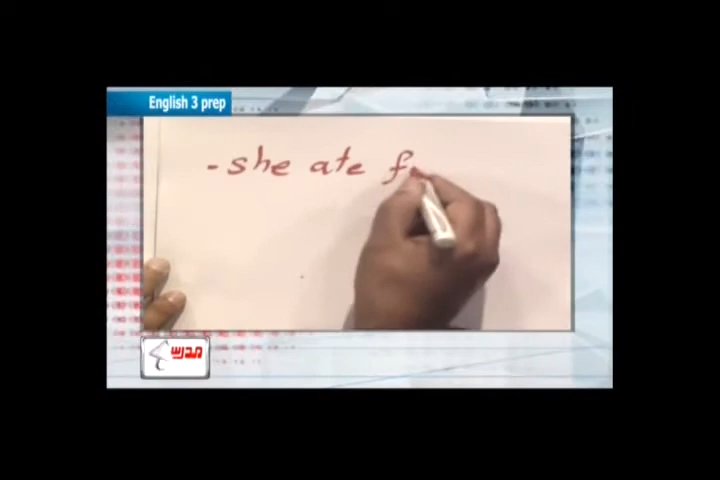 English 3 prep
- she ate f
مدرس